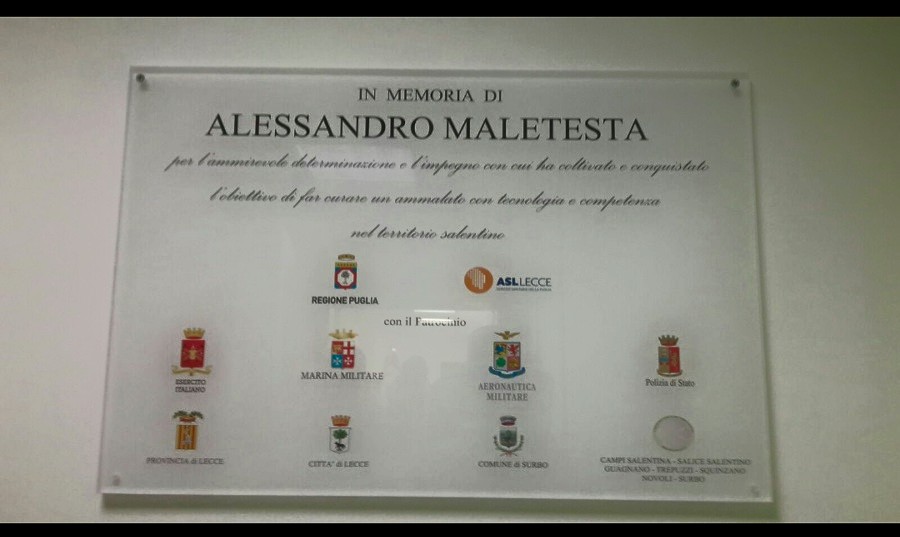 IN MEMORIA DI
ALESSANDRO MALETESTA
per l'ammirevole determinazione e l'impegno con cui ha coltivato e conquistato
l'obiettivo di far curare un ammalato con tecnologia e competenza
nel territorio salentino
REGIONE PUGLIA
ASL LECCE
con il Patrocinio
ESERCITO
ITALIANO
MARINA MILITARE
AERONAUTICA
MILITARE
Polizia di Stato
PROVINCIA di LECCE
CITTA' di LECCE
COMUNE di SURBO
CAMPI SALENTINA - SALICE SALENTINO
GUAGNANO - TREPUZZI - SQUINZANO
NOVOLI - SURBO